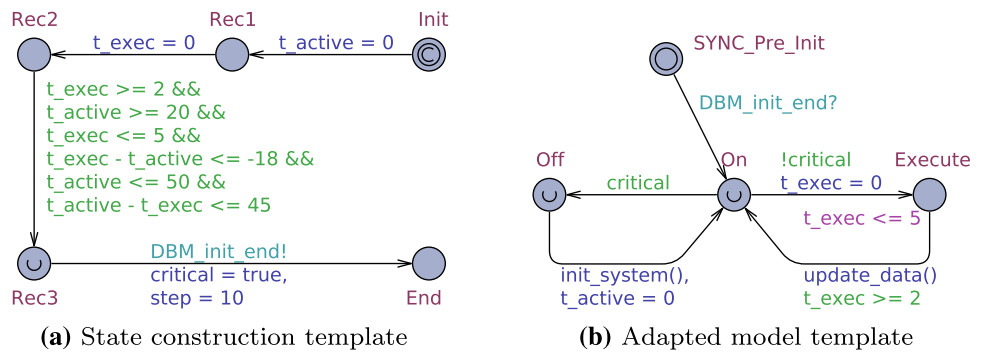 Rec2
Rec1
Init
t_exec = 0
t_active = 0
t_exec >= 2 &&
t_active >= 20 &&
t_exec <= 5 &&
t_exec - t_active <= -18 &&
t_active <= 50 &&
t_active - t_exec <= 45
DBM_init_end!
critical = true,
step = 10
Rec3
End
(a) State construction template
SYNC_Pre_Init
DBM_init_end?
Off
On
!critical
Execute
critical
t_exec = 0
t_exec <= 5
init_system(),
t_active = 0
update_data()
t_exec >= 2
(b) Adapted model template